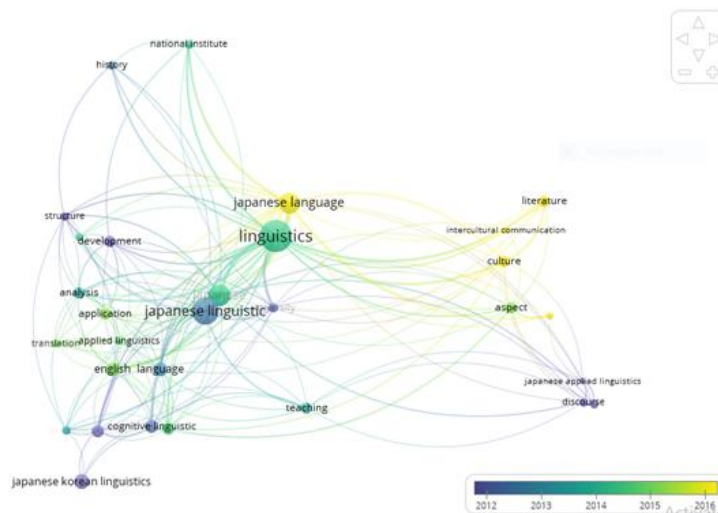 national institute
history
japanese language
literature
structure
linguistics
intercultural communication
development
culture
analysis
japanese linguistic
aspect
application
translation
applied linguistics
english
language
japanese applied linguistics
discourse
teaching
cognitive linguistic
japanese korean linguistics
2012
2013
2014
2015
2016